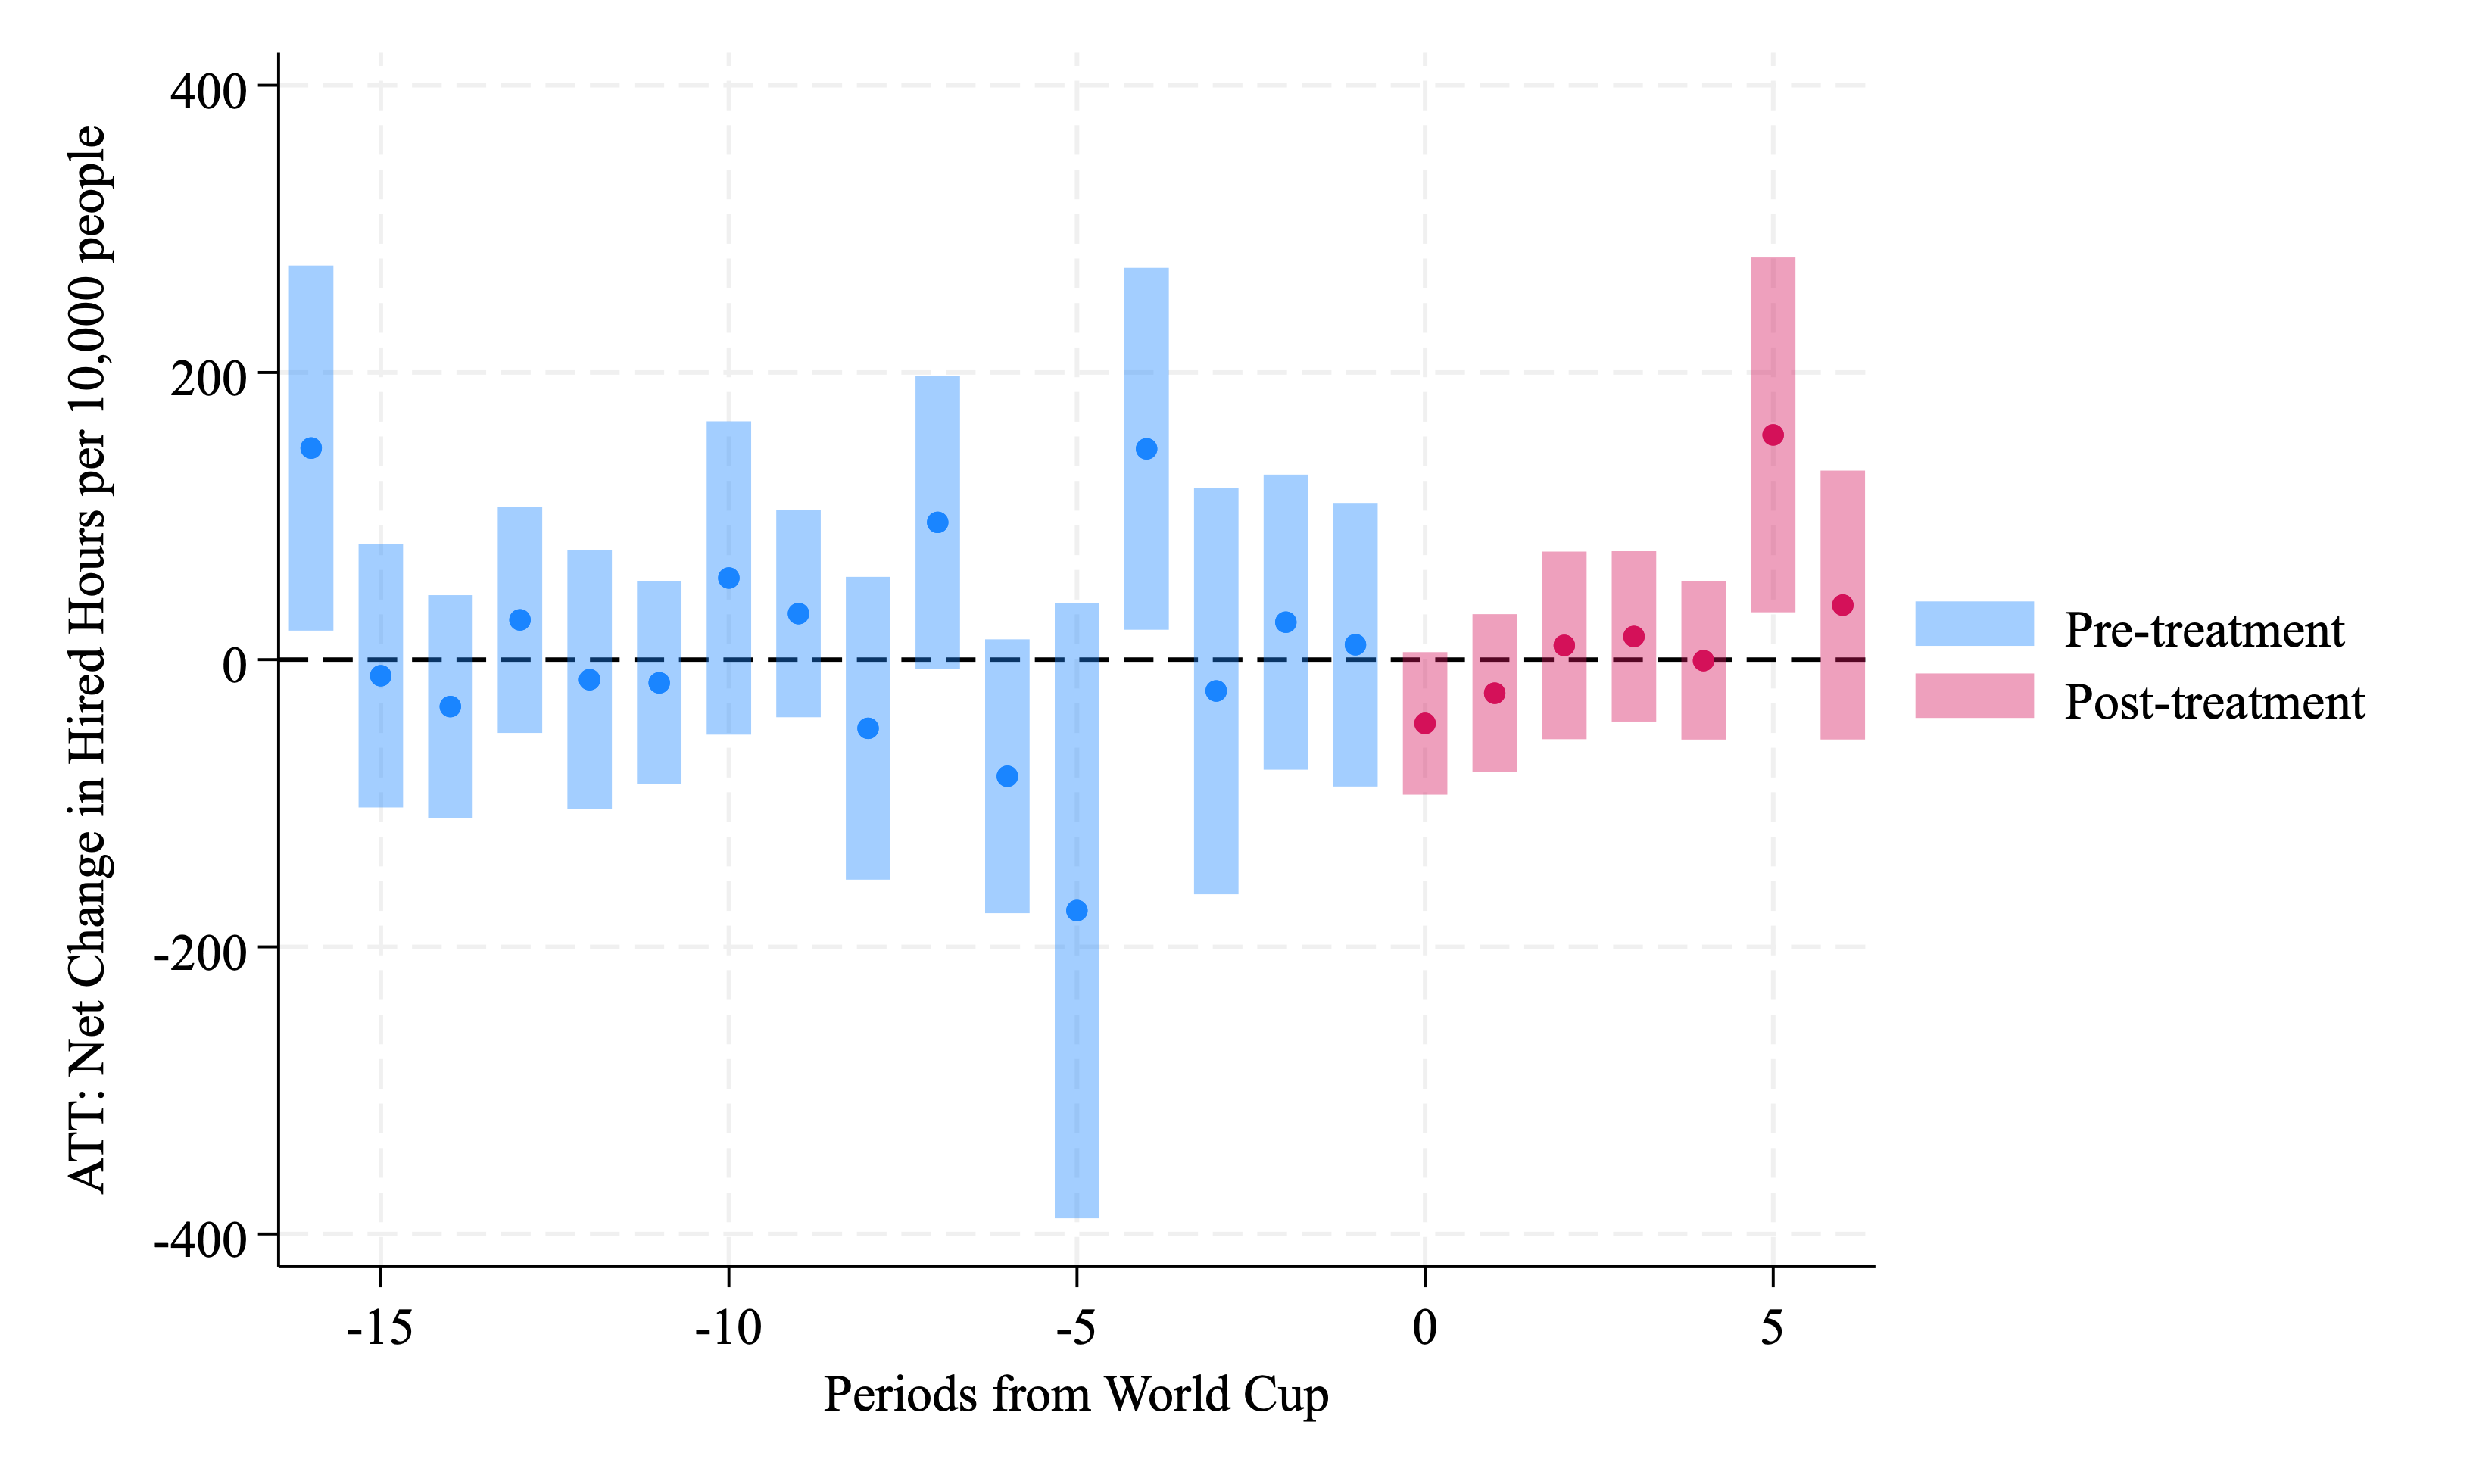 ATT: Net Change in Hired Hours per 10,000 people
400
200
0
-200
-400
-15
-10
-5
0
5
Periods from World Cup
Pre-treatment
Post-treatment